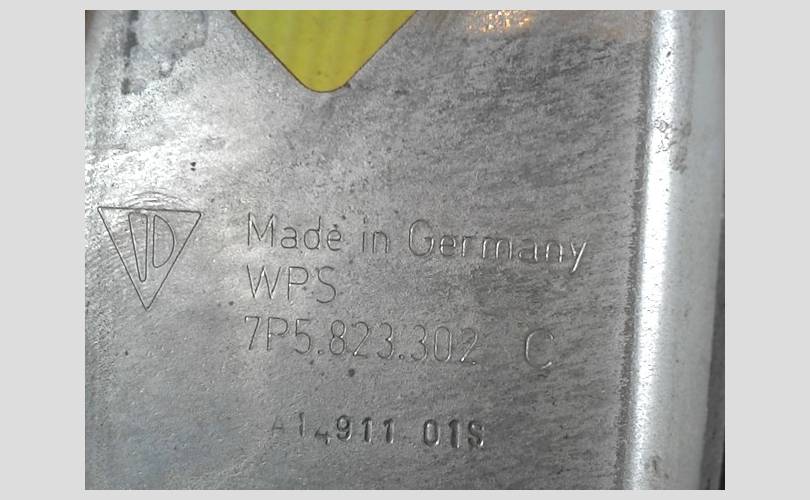 Made in Germany
WPS
7P5.823.302 C
A14911 01S